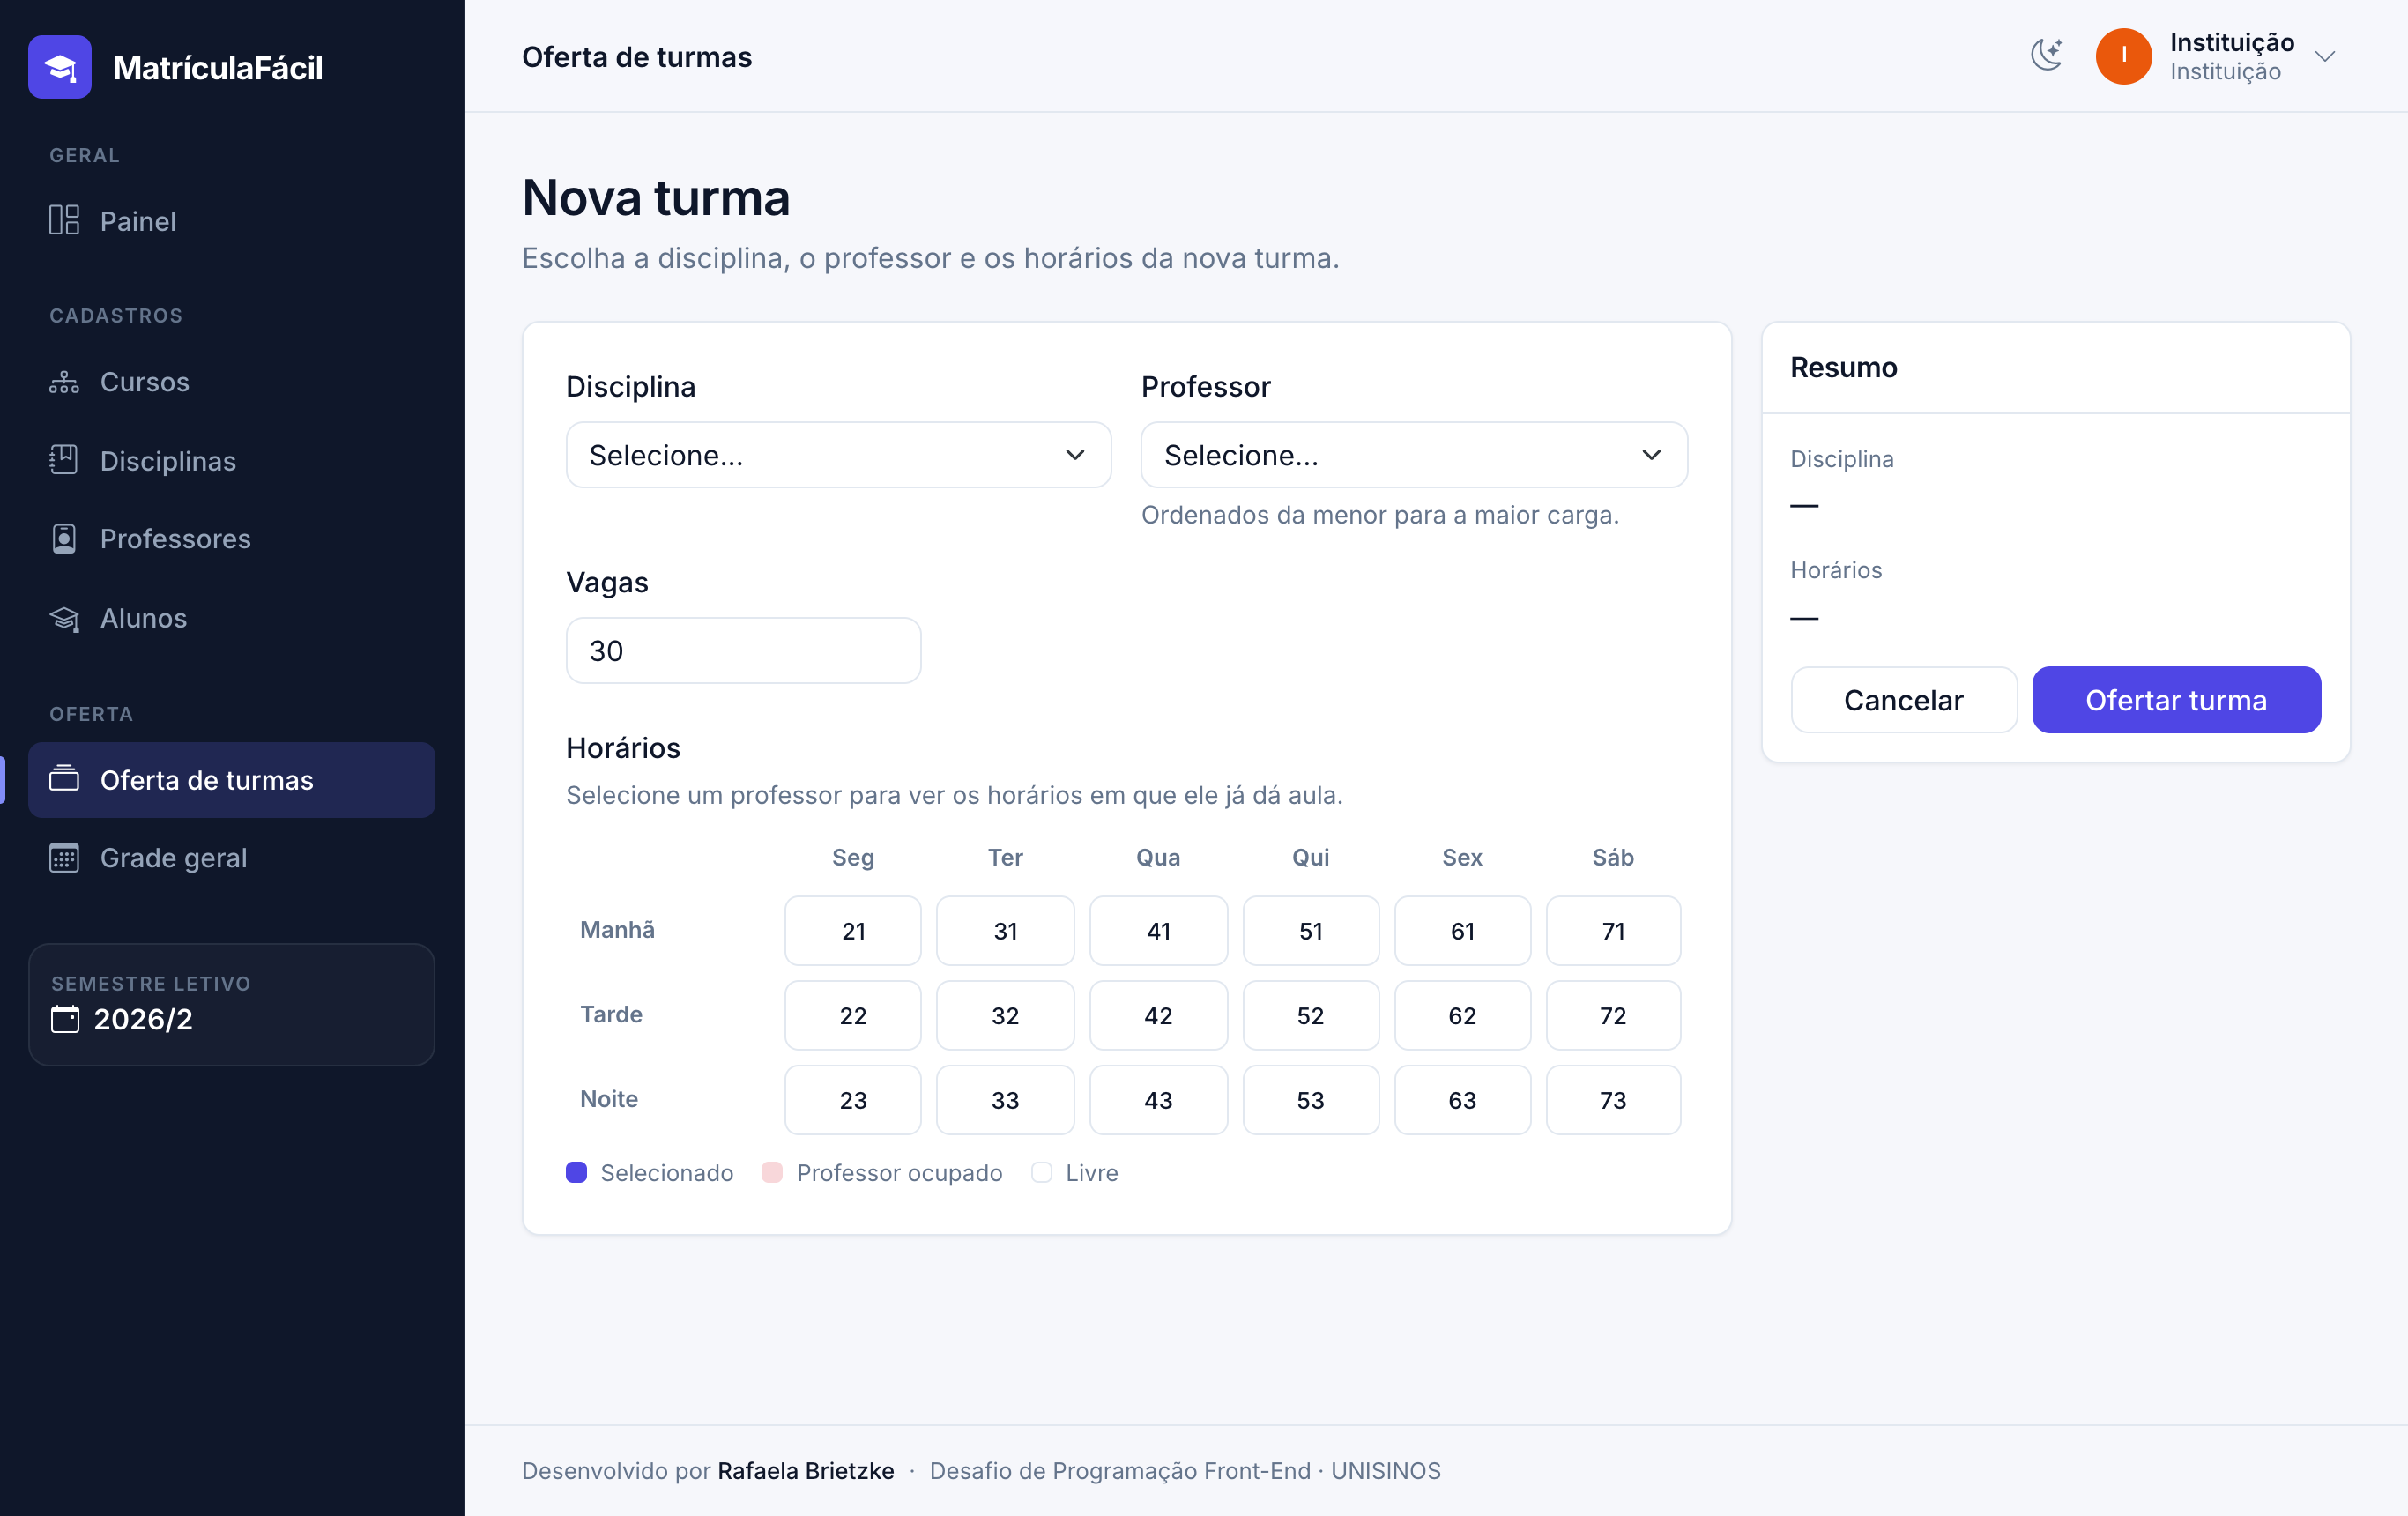 MatrículaFácil
GERAL
Painel
CADASTROS
Cursos
Disciplinas
Professores
Alunos
OFERTA
Oferta de turmas
Grade geral
SEMESTRE LETIVO
2026/2
Oferta de turmas
I
Instituição
Instituição
Nova turma
Escolha a disciplina, o professor e os horários da nova turma.
Disciplina
Selecione...
Professor
Selecione...
Ordenados da menor para a maior carga.
Vagas
30
Horários
Selecione um professor para ver os horários em que ele já dá aula.
Seg Ter Qua Qui Sex Sáb
Manhã 21 31 41 51 61 71
Tarde 22 32 42 52 62 72
Noite 23 33 43 53 63 73
Selecionado Professor ocupado Livre
Resumo
Disciplina
—
Horários
—
Cancelar Ofertar turma
Desenvolvido por Rafaela Brietzke · Desafio de Programação Front-End · UNISINOS